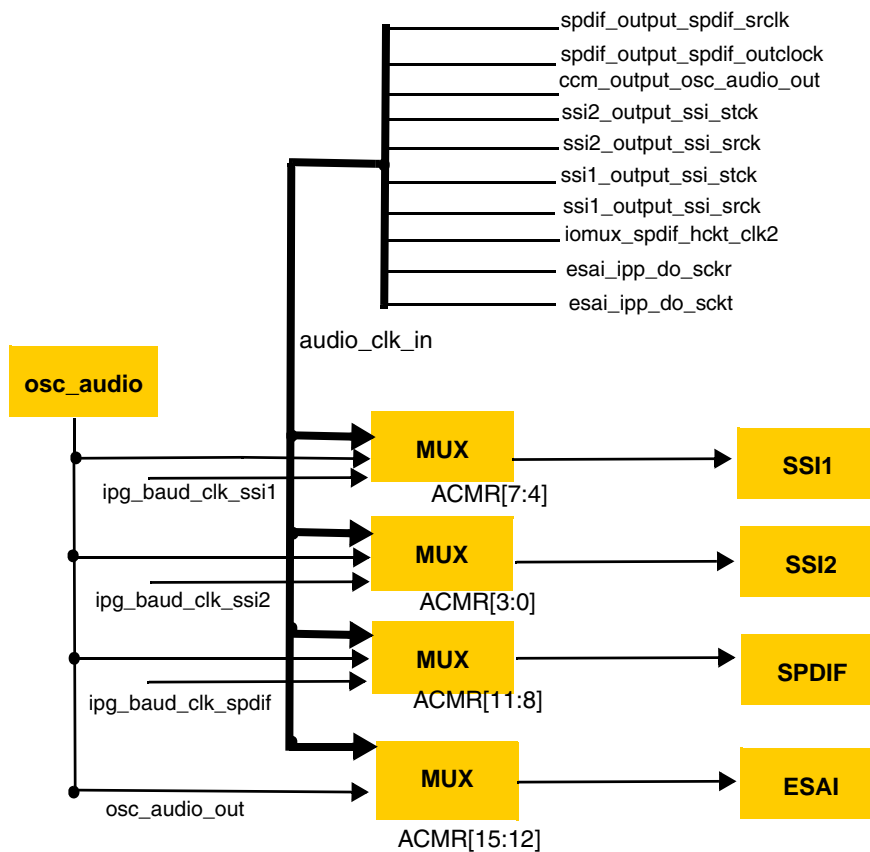 spdif_output_spdif_srclk
spdif_output_spdif_outclock
ccm_output_osc_audio_out
ssi2_output_ssi_stck
ssi2_output_ssi_srck
ssi1_output_ssi_stck
ssi1_output_ssi_srck
iomux_spdif_hckt_clk2
esai_ipp_do_sckr
esai_ipp_do_sckt
audio_clk_in
osc_audio
MUX
SSI1
ipg_baud_clk_ssi1
ACMR[7:4]
MUX
SSI2
ipg_baud_clk_ssi2
ACMR[3:0]
MUX
SPDIF
ipg_baud_clk_spdif
ACMR[11:8]
MUX
ESAI
osc_audio_out
ACMR[15:12]